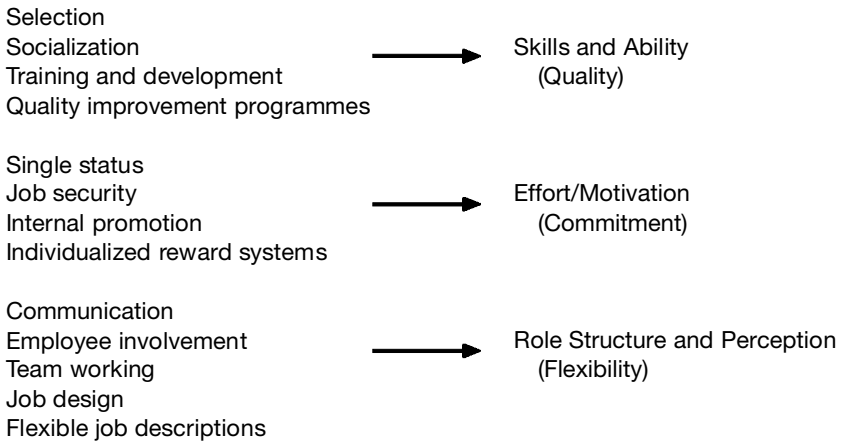 Selection
Socialization
Training and development
Quality improvement programmes
Skills and Ability
(Quality)
Single status
Job security
Internal promotion
Individualized reward systems
Effort/Motivation
(Commitment)
Communication
Employee involvement
Team working
Job design
Flexible job descriptions
Role Structure and Perception
(Flexibility)